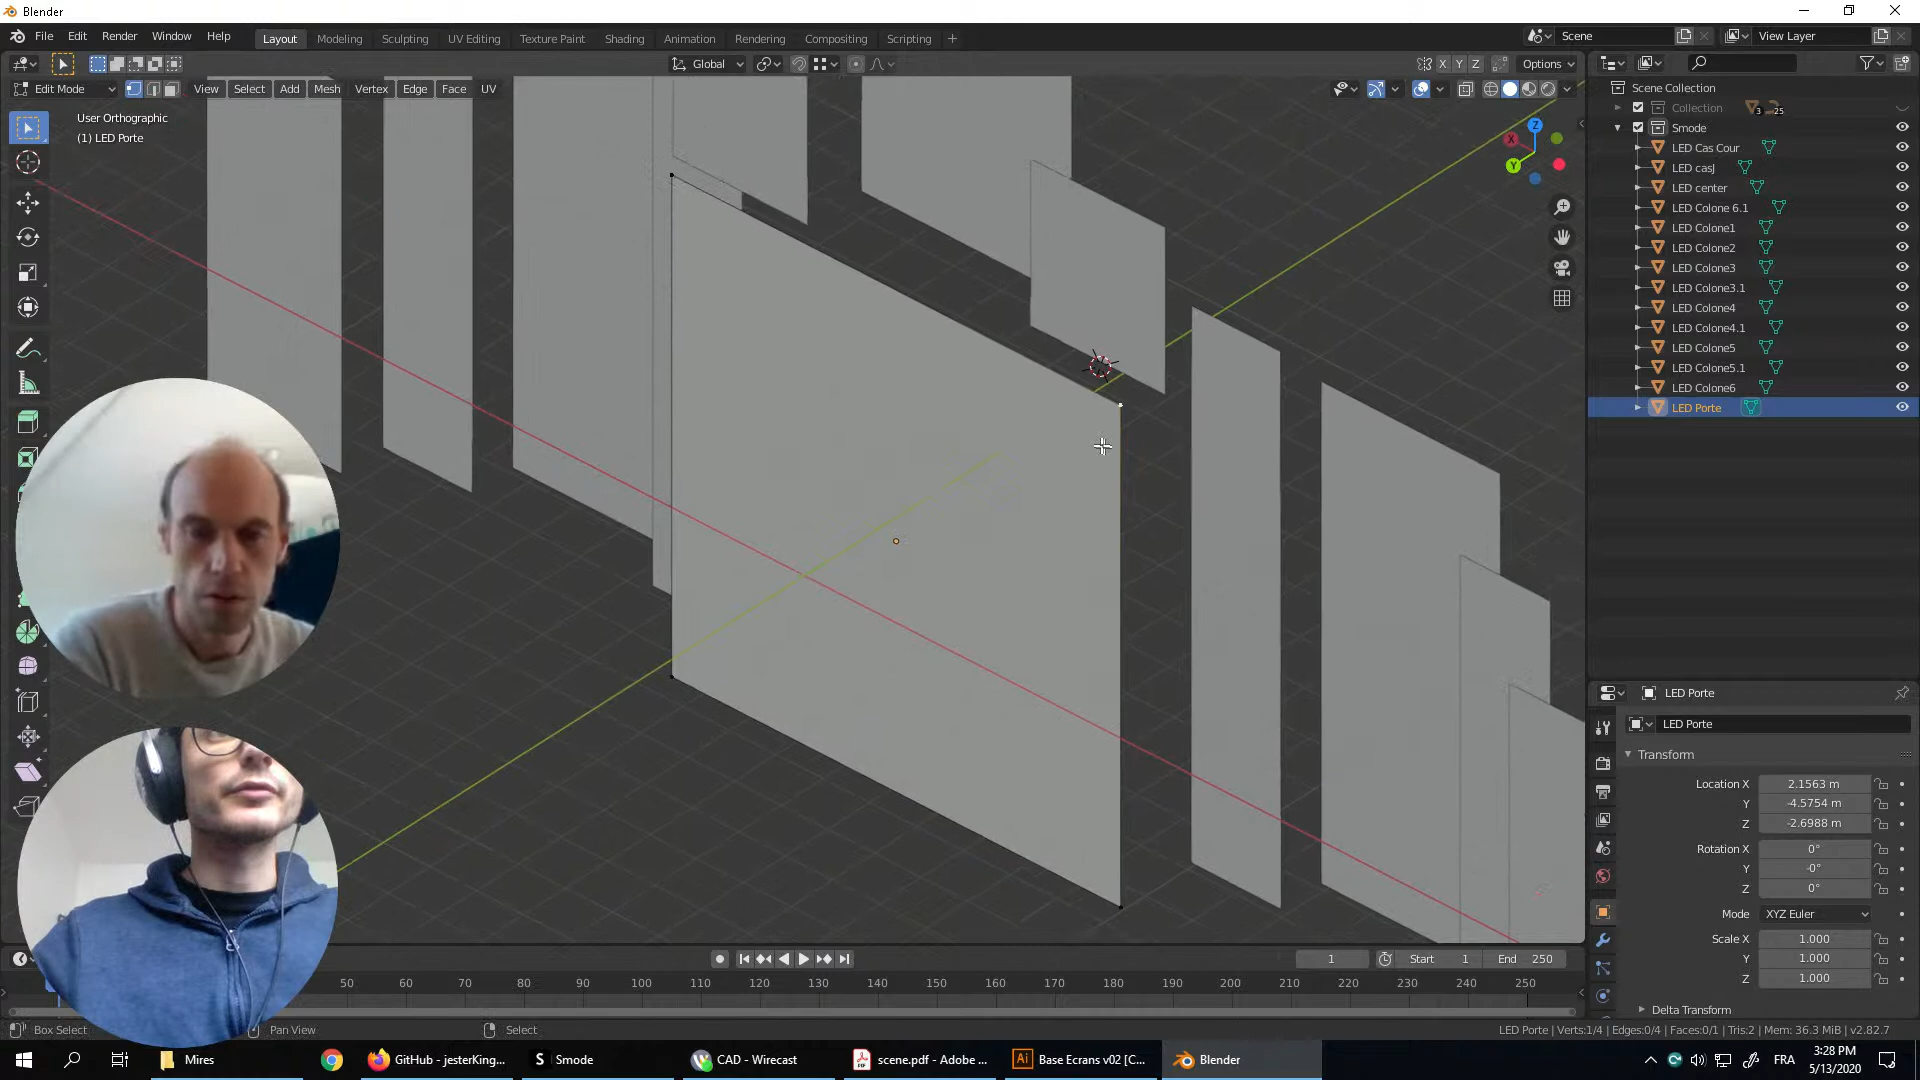 Blender
File Edit Render Window Help
Layout Modeling Sculpting UV Editing Texture Paint Shading Animation Rendering Compositing Scripting +
Scene
View Layer
Global
X Y Z
Options
Edit Mode
View Select Add Mesh Vertex Edge Face UV
User Orthographic
(1) LED Porte
Z
X
Y
Scene Collection
Collection 3 25
Smode
LED Cas Cour
LED casJ
LED center
LED Colone 6.1
LED Colone1
LED Colone2
LED Colone3
LED Colone3.1
LED Colone4
LED Colone4.1
LED Colone5
LED Colone5.1
LED Colone6
LED Porte
LED Porte
LED Porte
Transform
Location X 2.1563 m
Y -4.5754 m
Z -2.6988 m
Rotation X 0°
Y -0°
Z 0°
Mode XYZ Euler
Scale X 1.000
Y 1.000
Z 1.000
Delta Transform
1 Start 1 End 250
50 60 70 80 90 100 110 120 130 140 150 160 170 180 190 200 210 220 230 240 250
Box Select Pan View Select
LED Porte | Verts:1/4 | Edges:0/4 | Faces:0/1 | Tris:2 | Mem: 36.3 MiB | v2.82.7
Mires
GitHub - jesterKing...
Smode
CAD - Wirecast
scene.pdf - Adobe ...
Base Ecrans v02 [C...
Blender
FRA
3:28 PM
5/13/2020